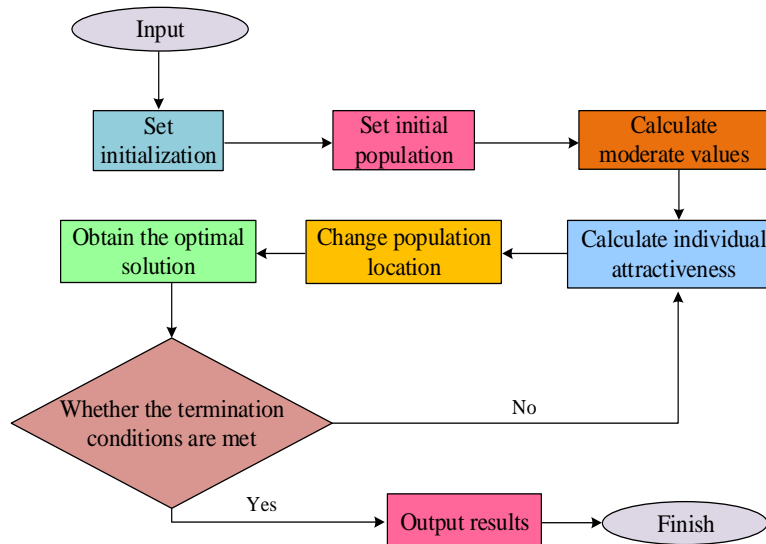 Input
Set
initialization
Set initial
population
Calculate
moderate values
Obtain the optimal
solution
Change population
location
Calculate individual
attractiveness
Whether the termination
conditions are met
No
Yes
Output results
Finish